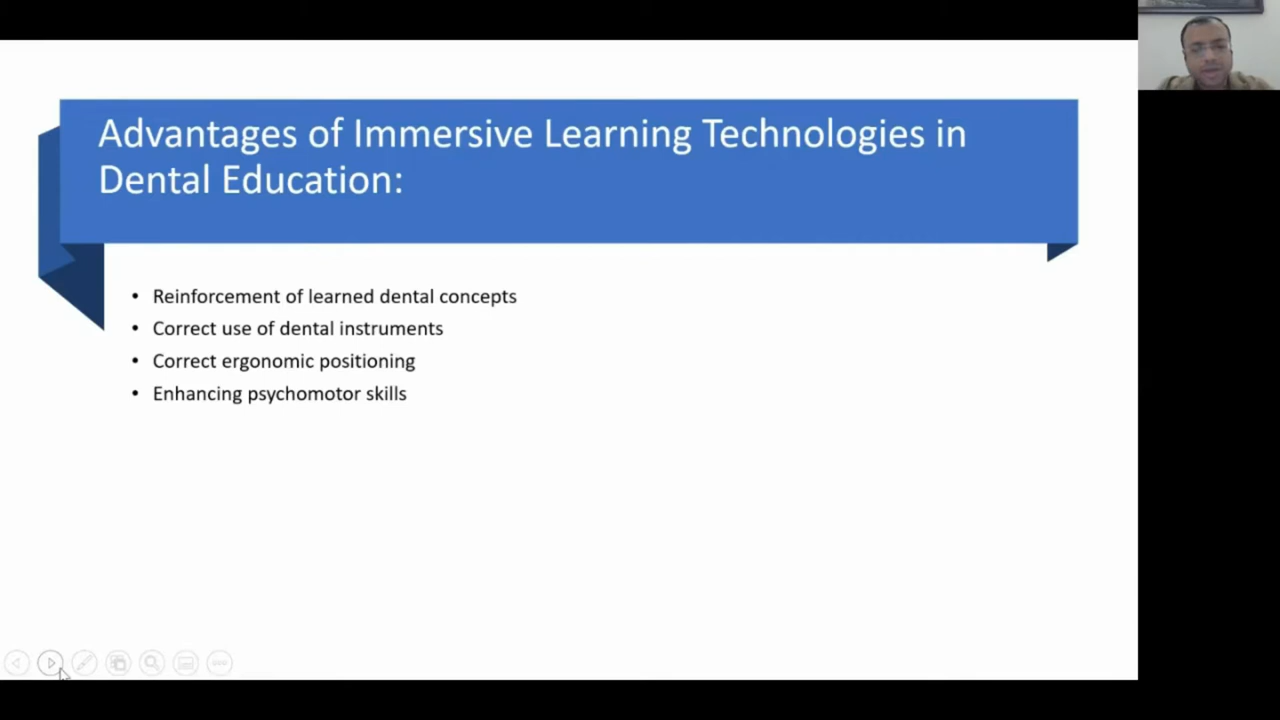 Advantages of Immersive Learning Technologies in
Dental Education:
• Reinforcement of learned dental concepts
• Correct use of dental instruments
• Correct ergonomic positioning
• Enhancing psychomotor skills